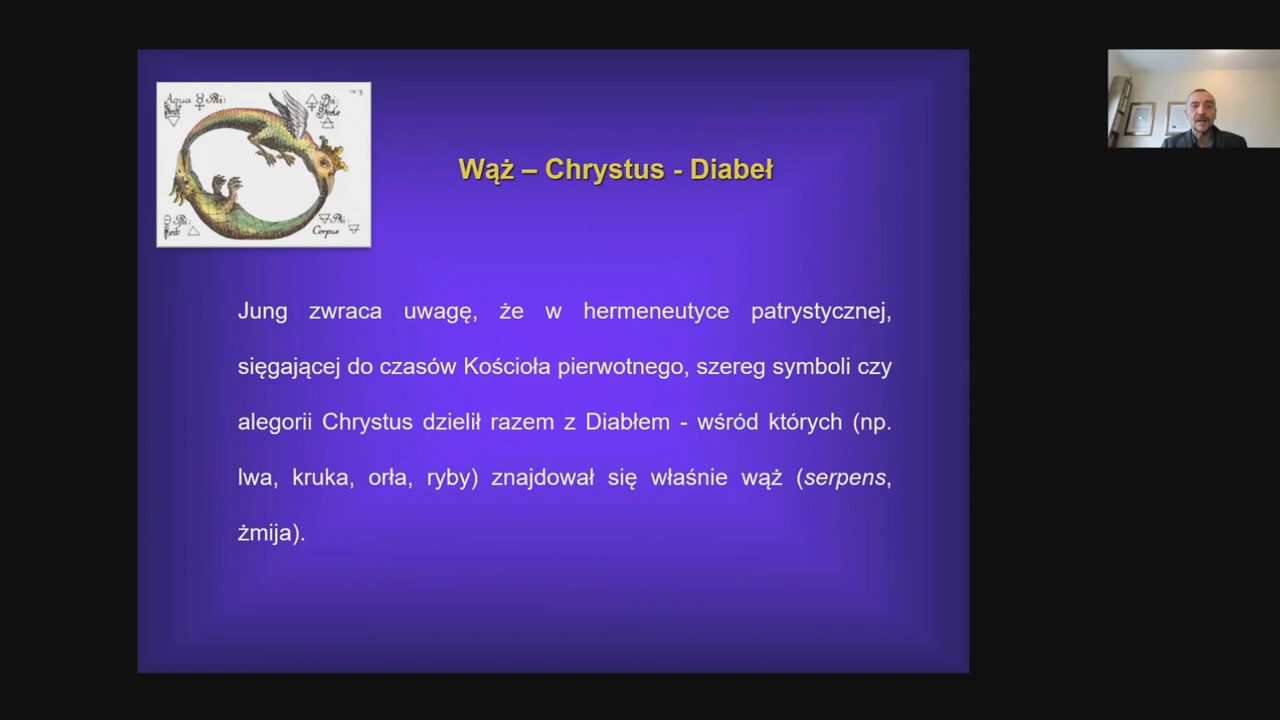 Aqua
Wąż – Chrystus - Diabeł
Corpus
Jung zwraca uwagę, że w hermeneutyce patrystycznej,
sięgającej do czasów Kościoła pierwotnego, szereg symboli czy
alegorii Chrystus dzielił razem z Diabłem - wśród których (np.
lwa, kruka, orła, ryby) znajdował się właśnie wąż (serpens,
żmija).